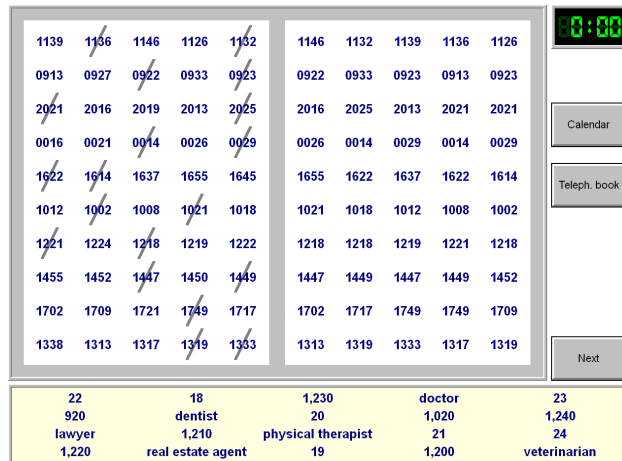 1139 1136 1146 1126 1132 1146 1132 1139 1136 1126
0:00
0913 0927 0922 0933 0923 0922 0933 0923 0913 0923
2021 2016 2019 2013 2025 2016 2025 2013 2021 2021
Calendar
0016 0021 0014 0026 0029 0026 0014 0029 0014 0029
1622 1614 1637 1655 1645 1655 1622 1637 1622 1614
Teleph. book
1012 1002 1008 1021 1018 1021 1018 1012 1008 1002
1221 1224 1218 1219 1222 1218 1218 1219 1221 1218
1455 1452 1447 1450 1449 1447 1449 1447 1449 1452
1702 1709 1721 1749 1717 1702 1717 1749 1749 1709
1338 1313 1317 1319 1333 1313 1319 1333 1317 1319
Next
22 18 1,230 doctor 23
920 dentist 20 1,020 1,240
lawyer 1,210 physical therapist 21 24
1,220 real estate agent 19 1,200 veterinarian